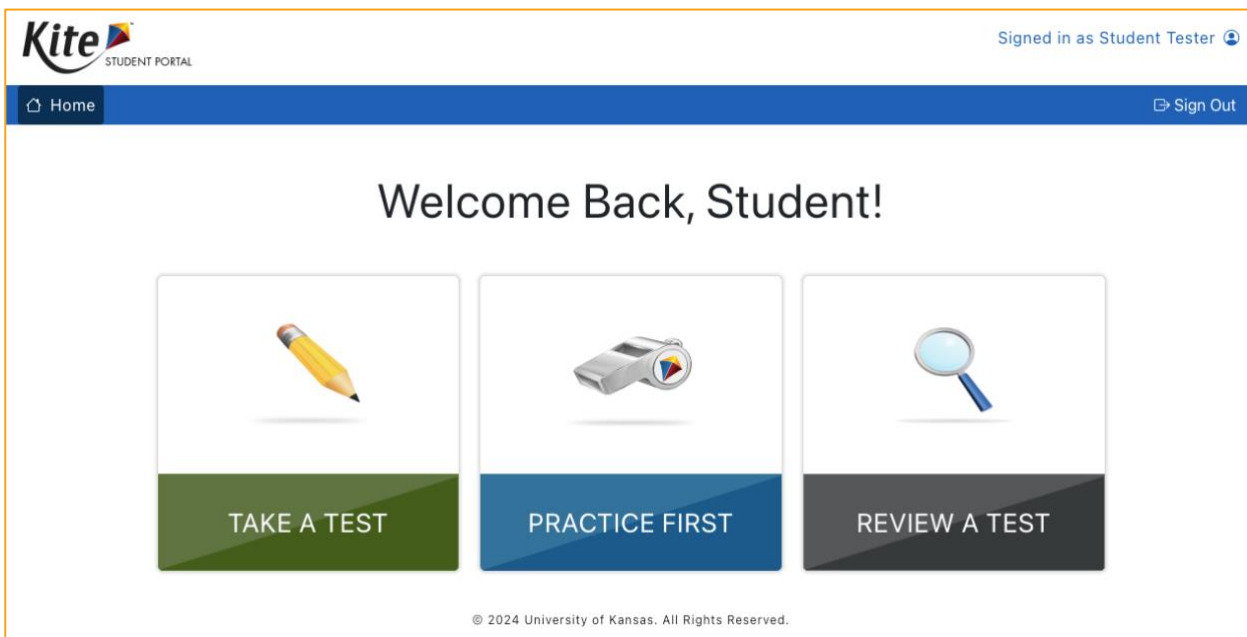 Kite
STUDENT PORTAL
Signed in as Student Tester
Home
Sign Out
Welcome Back, Student!
TAKE A TEST
PRACTICE FIRST
REVIEW A TEST
© 2024 University of Kansas. All Rights Reserved.